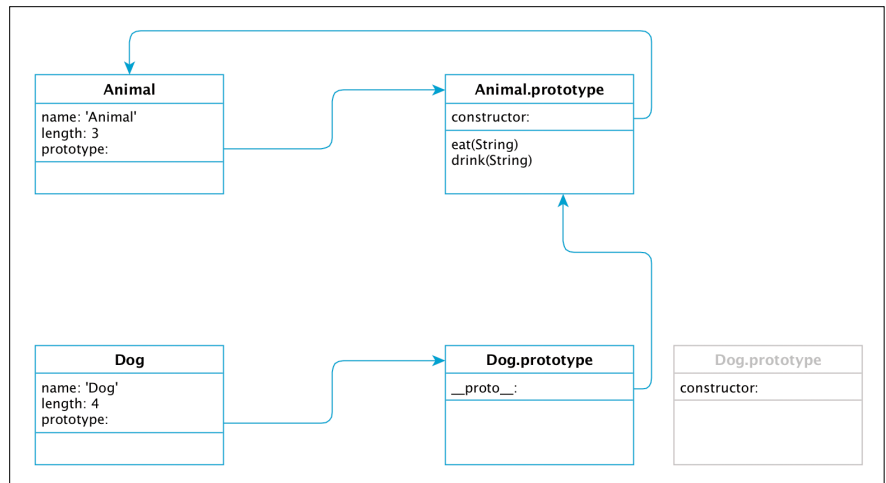 Animal
name: 'Animal'
length: 3
prototype:
Animal.prototype
constructor:
eat(String)
drink(String)
Dog
name: 'Dog'
length: 4
prototype:
Dog.prototype
__proto__:
Dog.prototype
constructor: